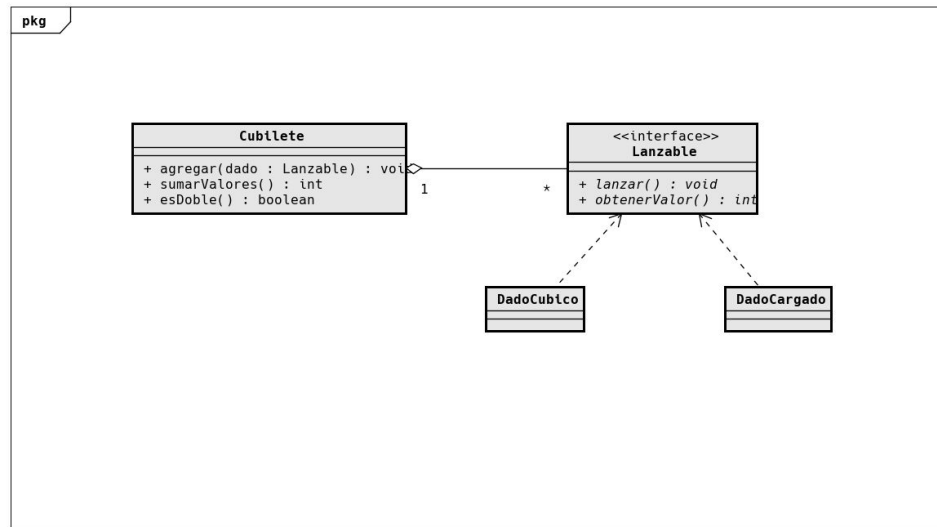 pkg
Cubilete
+ agregar(dado : Lanzable) : voi
+ sumarValores() : int
+ esDoble() : boolean
1
*
<<interface>>
Lanzable
+ lanzar() : void
+ obtenerValor() : int
DadoCubico
DadoCargado